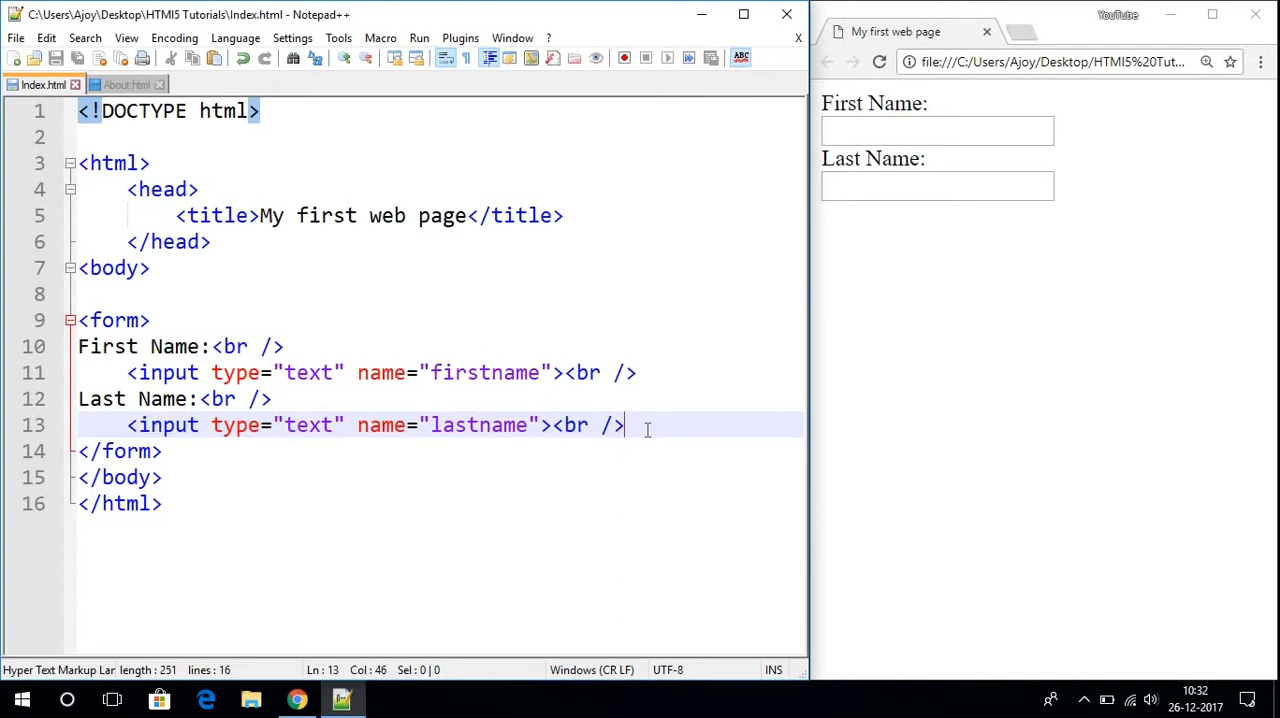 C:\Users\Ajoy\Desktop\HTMl5 Tutorials\Index.html - Notepad++
File Edit Search View Encoding Language Settings Tools Macro Run Plugins Window ? X
ABC
Index.html About.html
1 <!DOCTYPE html>
2
3 <html>
4 <head>
5 <title>My first web page</title>
6 </head>
7 <body>
8
9 <form>
10 First Name:<br />
11 <input type="text" name="firstname"><br />
12 Last Name:<br />
13 <input type="text" name="lastname"><br />
14 </form>
15 </body>
16 </html>
Hyper Text Markup Lan length : 251 lines : 16 Ln : 13 Col : 46 Sel : 0 | 0 Windows (CR LF) UTF-8 INS
YouTube
My first web page
file:///C:/Users/Ajoy/Desktop/HTMl5%20Tut...
First Name:
Last Name:
10:32
26-12-2017